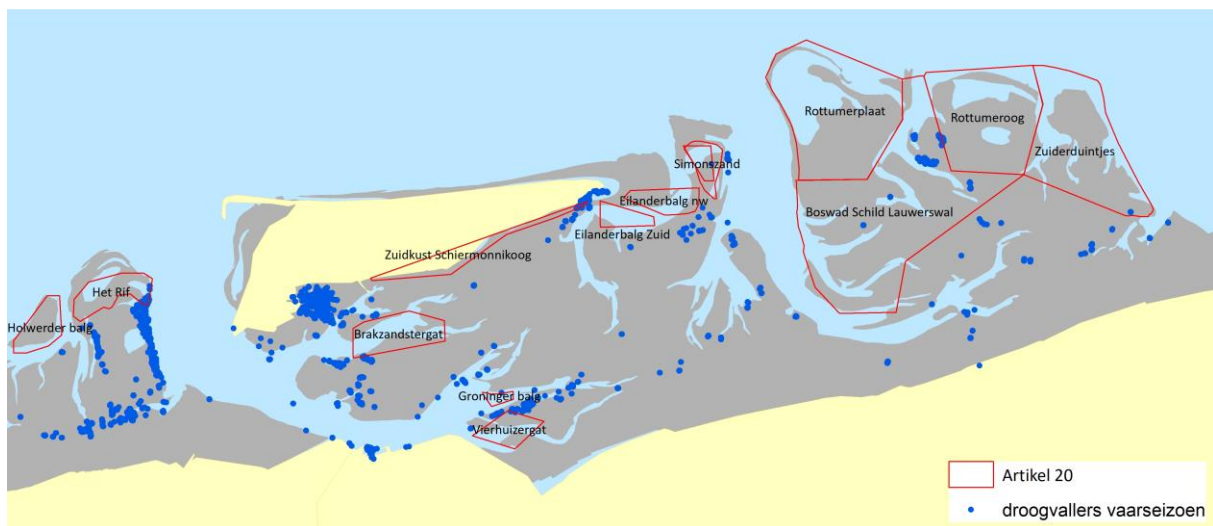 Rottumerplaat
Rottumeroog
Zuiderduintjes
Simonszand
Eilanderbalg nw
Boswad Schild Lauwerswal
Eilanderbalg Zuid
Zuidkust Schiermonnikoog
Het Rif
Holwerder balg
Brakzandstergat
Groninger balg
Vierhuizergat
Artikel 20
droogvallers vaarseizoen